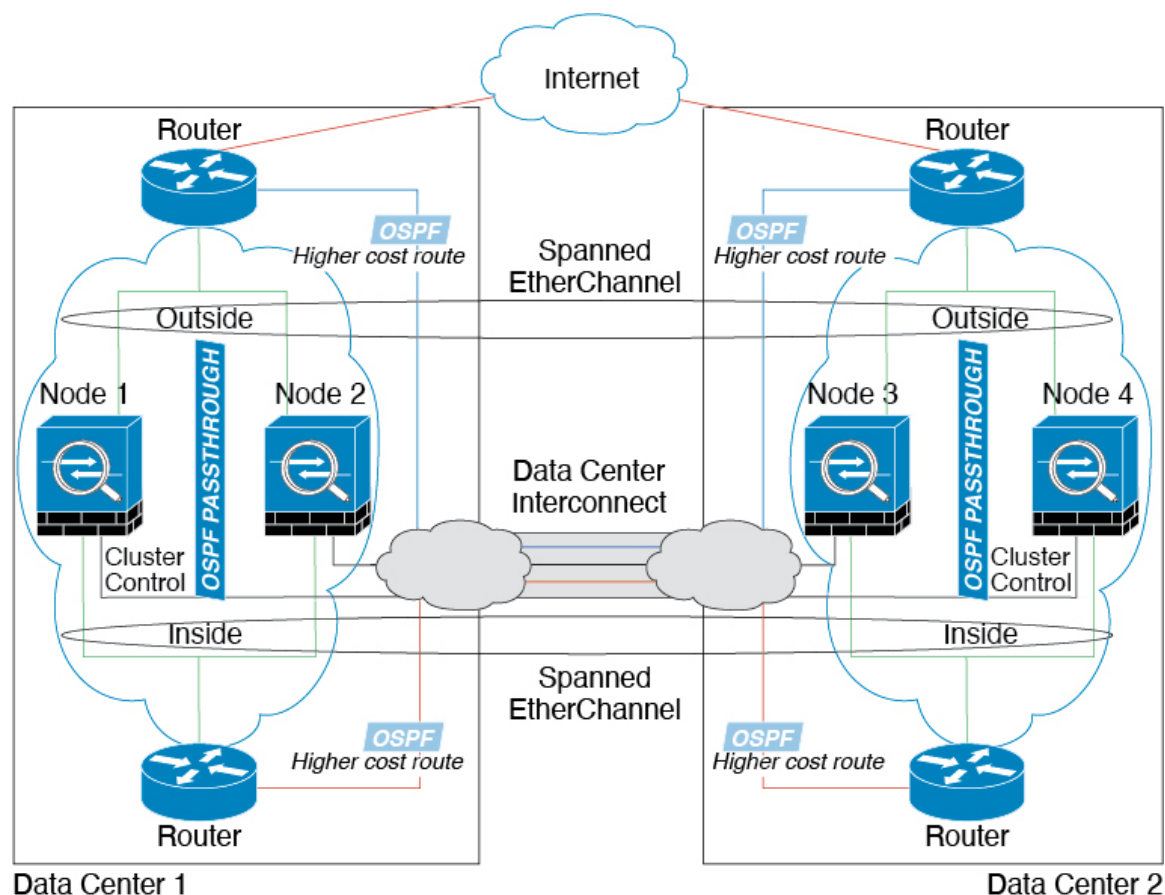 Internet
Router
Router
OSPF
Higher cost route
OSPF
Higher cost route
Spanned
EtherChannel
Outside
Outside
Node 1
Node 2
Node 3
Node 4
OSPF PASSTHROUGH
OSPF PASSTHROUGH
Data Center
Interconnect
Cluster
Control
Cluster
Control
Inside
Inside
Spanned
EtherChannel
OSPF
Higher cost route
OSPF
Higher cost route
Router
Router
Data Center 1
Data Center 2